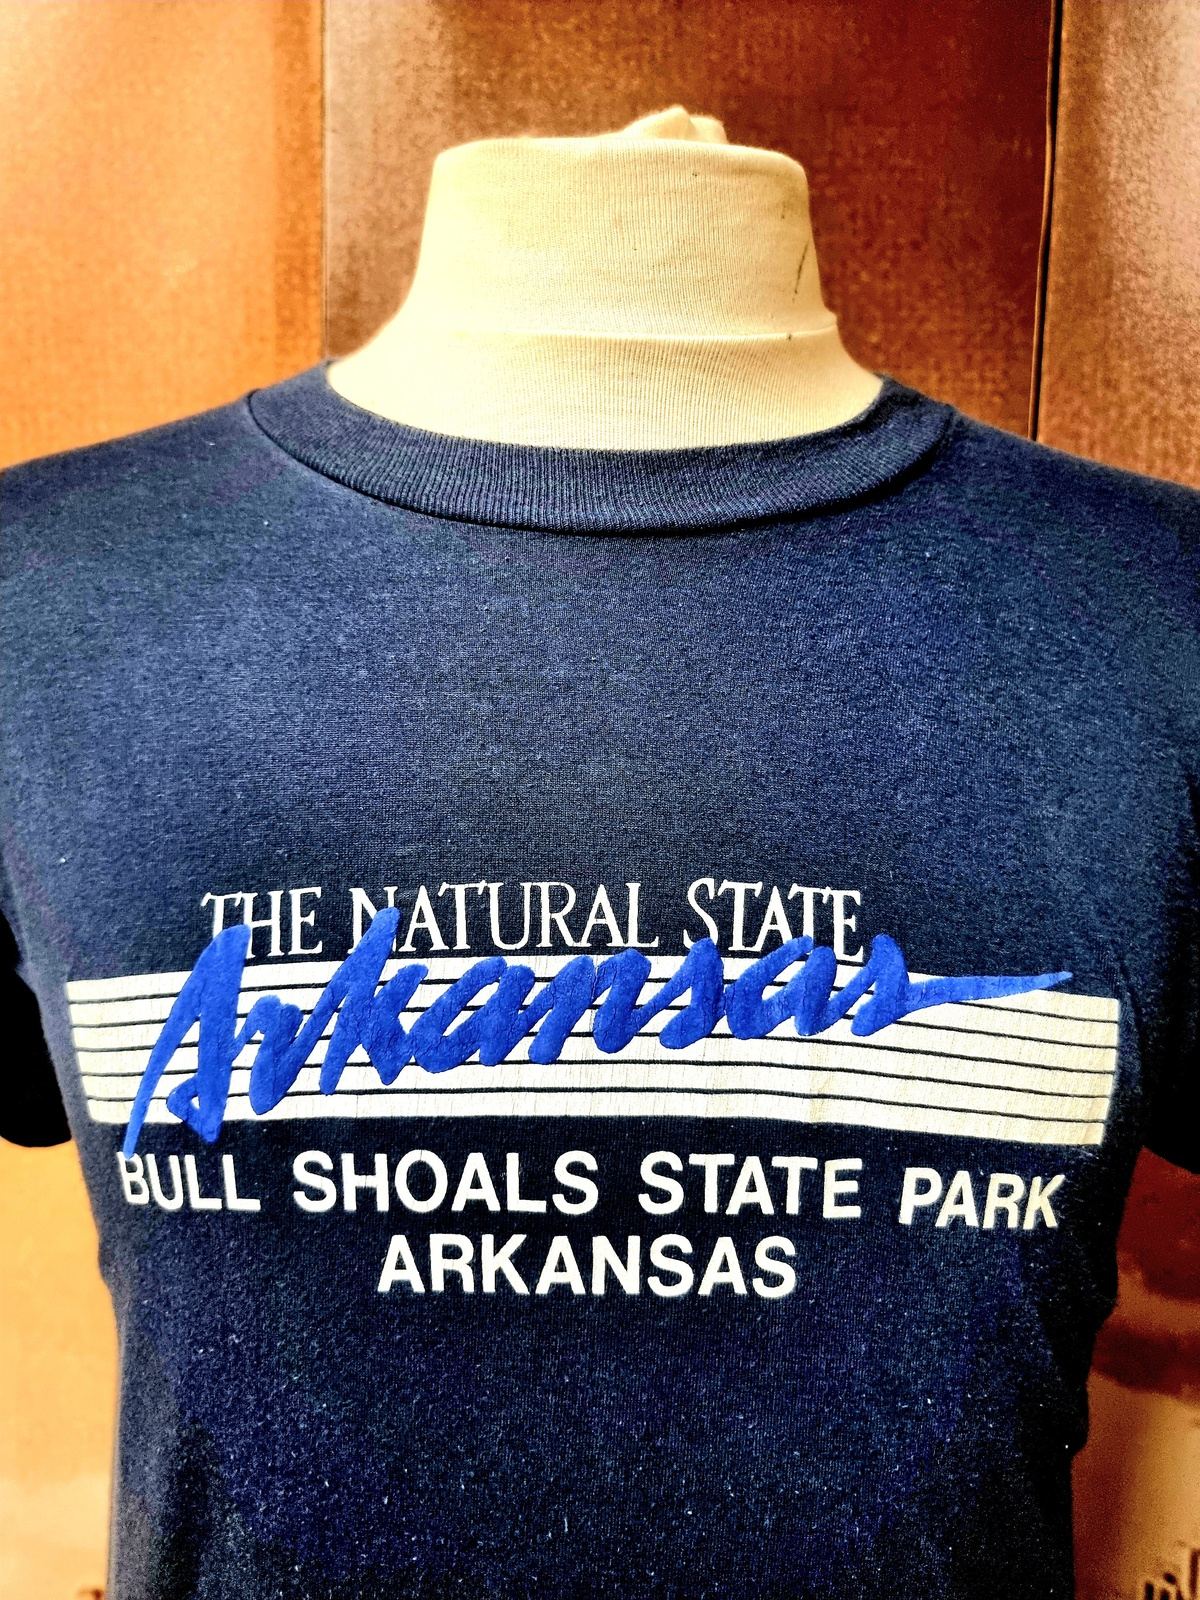 THE NATURAL STATE
Arkansas
BULL SHOALS STATE PARK
ARKANSAS